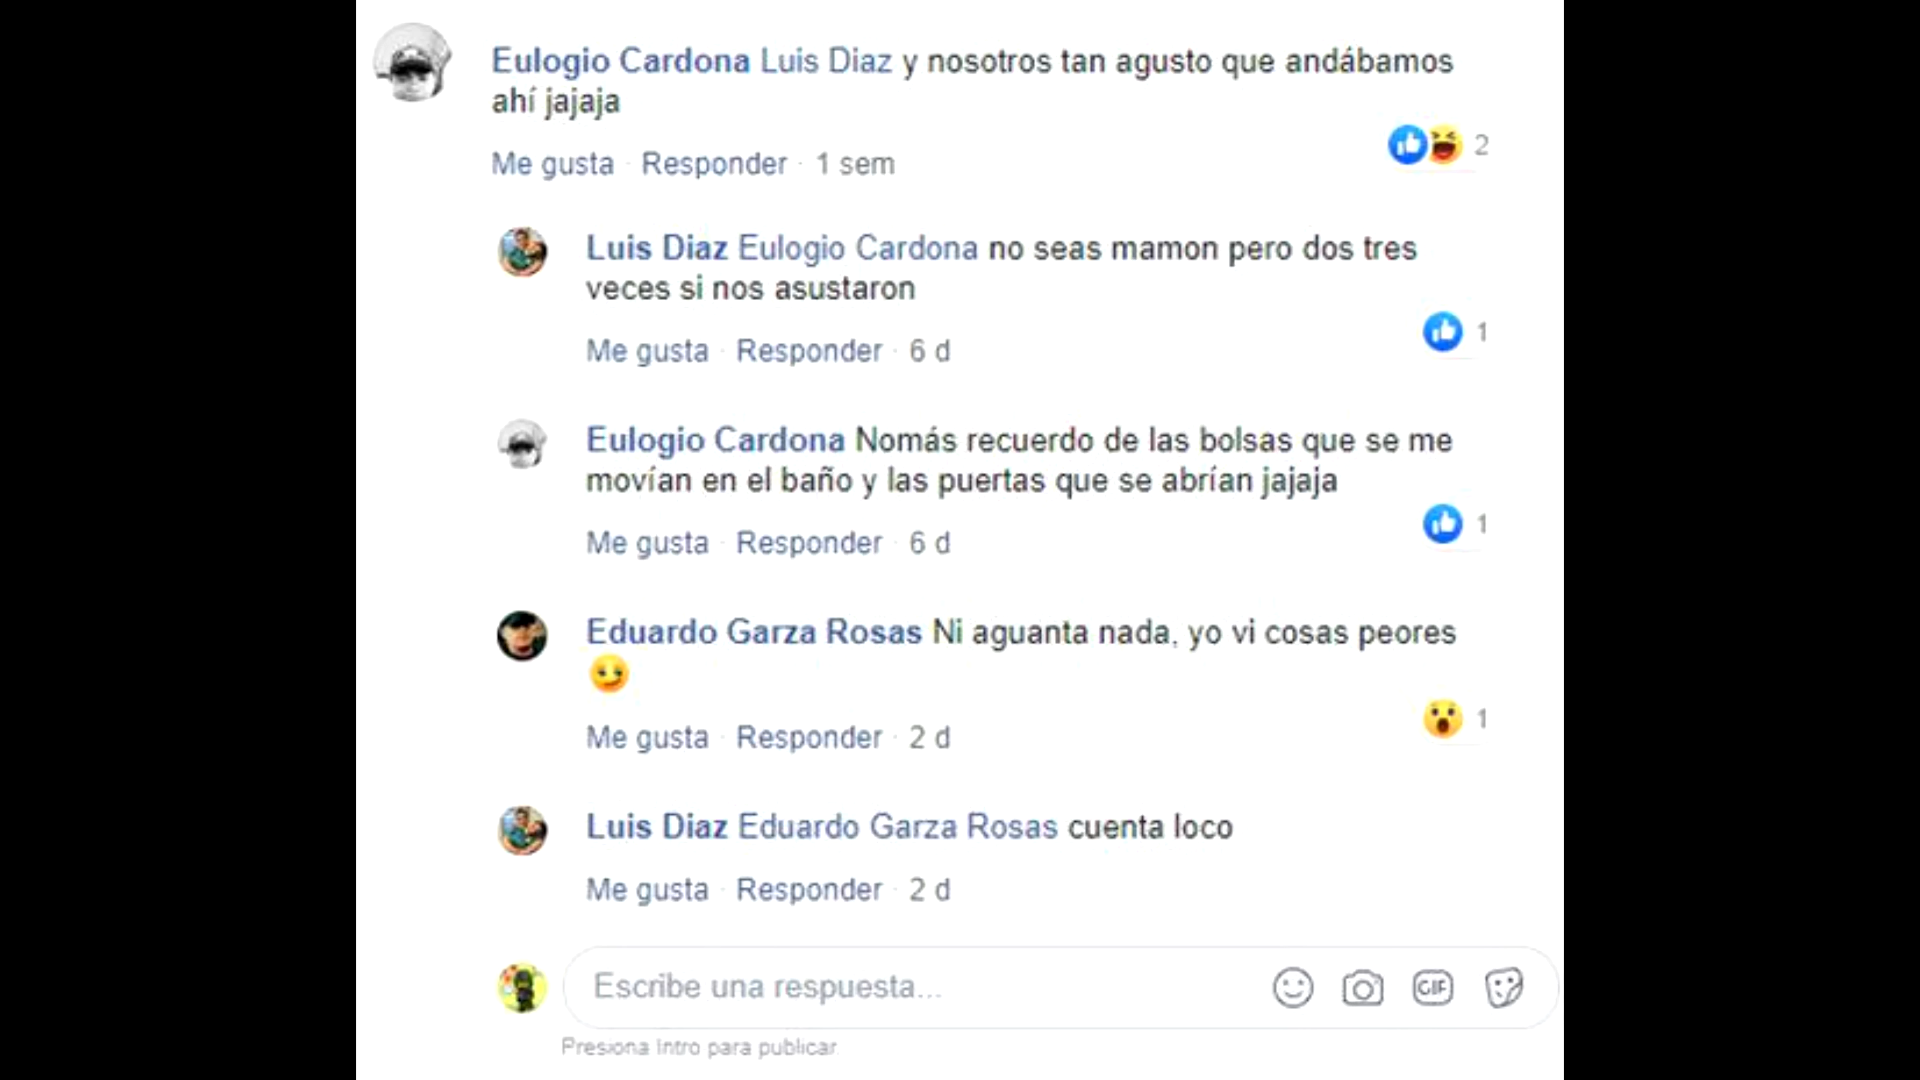 Eulogio Cardona Luis Diaz y nosotros tan agusto que andábamos
ahí jajaja
2
Me gusta · Responder · 1 sem
Luis Diaz Eulogio Cardona no seas mamon pero dos tres
veces si nos asustaron
1
Me gusta · Responder · 6 d
Eulogio Cardona Nomás recuerdo de las bolsas que se me
movían en el baño y las puertas que se abrían jajaja
1
Me gusta · Responder · 6 d
Eduardo Garza Rosas Ni aguanta nada, yo vi cosas peores
1
Me gusta · Responder · 2 d
Luis Diaz Eduardo Garza Rosas cuenta loco
Me gusta · Responder · 2 d
Escribe una respuesta...
GIF
Presiona Intro para publicar.